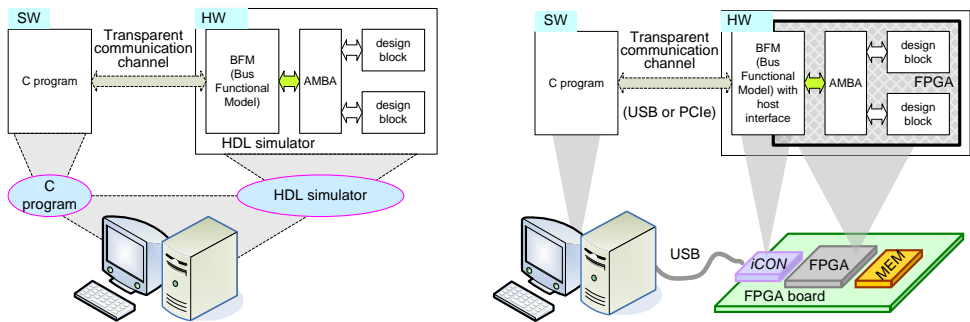 SW
HW
Transparent
communication
channel
C program
BFM
(Bus
Functional
Model)
AMBA
design
block
design
block
HDL simulator
C
program
HDL simulator
SW
HW
Transparent
communication
channel
(USB or PCIe)
C program
BFM
(Bus
Functional
Model) with
host
interface
AMBA
design
block
FPGA
design
block
USB
iCON
FPGA
MEM
FPGA board